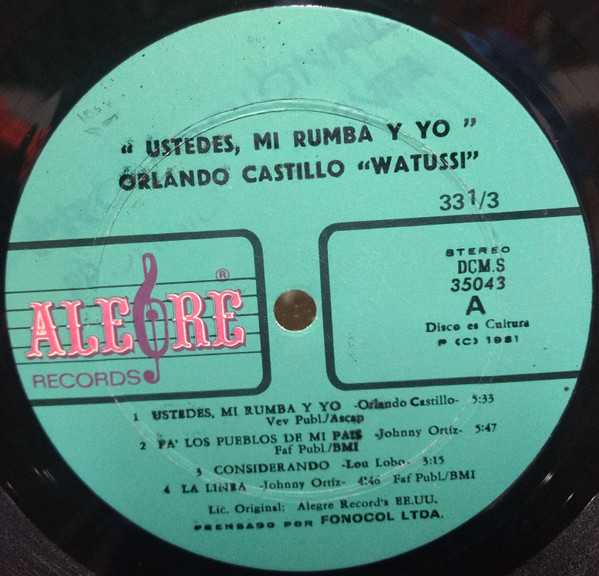 “ USTEDES, MI RUMBA Y YO ”
ORLANDO CASTILLO “WATUSSI”
33 1/3
ALEGRE ®
RECORDS
STEREO
DCM.S
35043
A
Disco es Cultura
P (C) 1981
1 USTEDES, MI RUMBA Y YO -Orlando Castillo- 5:33
Vev Publ./Ascap
2 PA' LOS PUEBLOS DE MI PAIS -Johnny Ortíz- 5:47
Faf Publ./BMI
3 CONSIDERANDO -Lou Lobo- 3:15
4 LA LINEA -Johnny Ortíz- 4:46 Faf Publ./BMI
Lic. Original: Alegre Record's EE.UU.
PRENSADO POR FONOCOL LTDA.